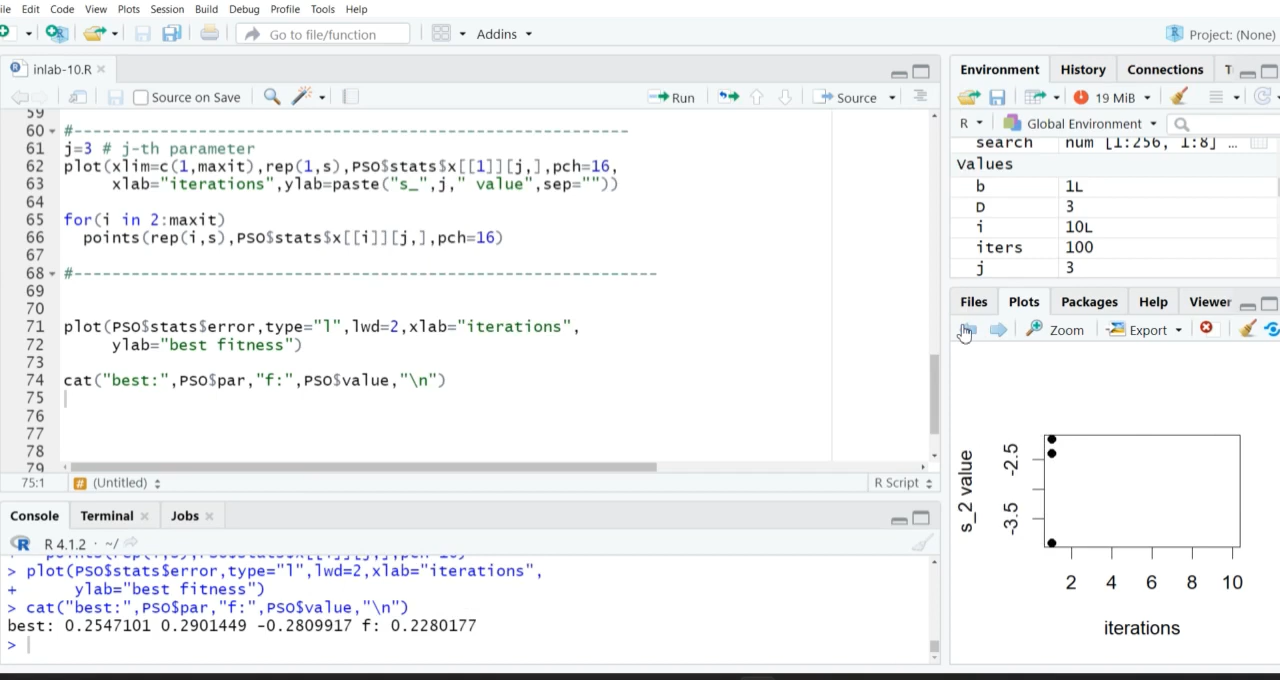 ile Edit Code View Plots Session Build Debug Profile Tools Help
Go to file/function
Addins
Project: (None)
inlab-10.R
Source on Save
Run
Source
59
60 #--------------------------------------------------------
61 j=3 # j-th parameter
62 plot(xlim=c(1,maxit),rep(1,s),PSO$stats$x[[1]][j,],pch=16,
63 xlab="iterations",ylab=paste("s_",j," value",sep=""))
64
65 for(i in 2:maxit)
66 points(rep(i,s),PSO$stats$x[[i]][j,],pch=16)
67
68 #-----------------------------------------------------------
69
70
71 plot(PSO$stats$error,type="l",lwd=2,xlab="iterations",
72 ylab="best fitness")
73
74 cat("best:",PSO$par,"f:",PSO$value,"\n")
75
76
77
78
79
75:1
# (Untitled)
R Script
Console Terminal Jobs
R 4.1.2 · ~/
+ points(rep(i,s),PSO$stats$x[[i]][j,],pch=16)
> plot(PSO$stats$error,type="l",lwd=2,xlab="iterations",
+ ylab="best fitness")
> cat("best:",PSO$par,"f:",PSO$value,"\n")
best: 0.2547101 0.2901449 -0.2809917 f: 0.2280177
>
Environment History Connections
19 MiB
R Global Environment
search num [1:256, 1:8] …
values
b 1L
D 3
i 10L
iters 100
j 3
Files Plots Packages Help Viewer
Zoom Export
s_2 value
-2.5
-3.5
2 4 6 8 10
iterations